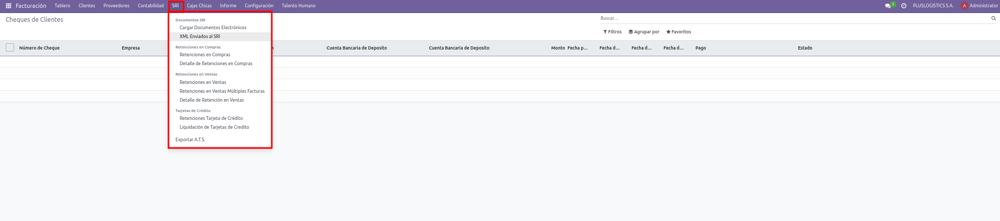 Facturación Tablero Clientes Proveedores Contabilidad SRI Cajas Chicas Informe Configuración Talento Humano 5 PLUSLOGISTICS S.A. A Administrator
Cheques de Clientes
Buscar...
Filtros Agrupar por Favoritos
Número de Cheque Empresa Cuenta Bancaria de Deposito Cuenta Bancaria de Deposito Monto Fecha p... Fecha d... Fecha d... Fecha d... Pago Estado
Documentos SRI
Cargar Documentos Electrónicos
XML Enviados al SRI
Retenciones en Compras
Retenciones en Compras
Detalle de Retenciones en Compras
Retenciones en Ventas
Retenciones en Ventas
Retenciones en Ventas Múltiples Facturas
Detalle de Retención en Ventas
Tarjetas de Crédito
Retenciones Tarjeta de Crédito
Liquidación de Tarjetas de Credito
Exportar A.T.S.